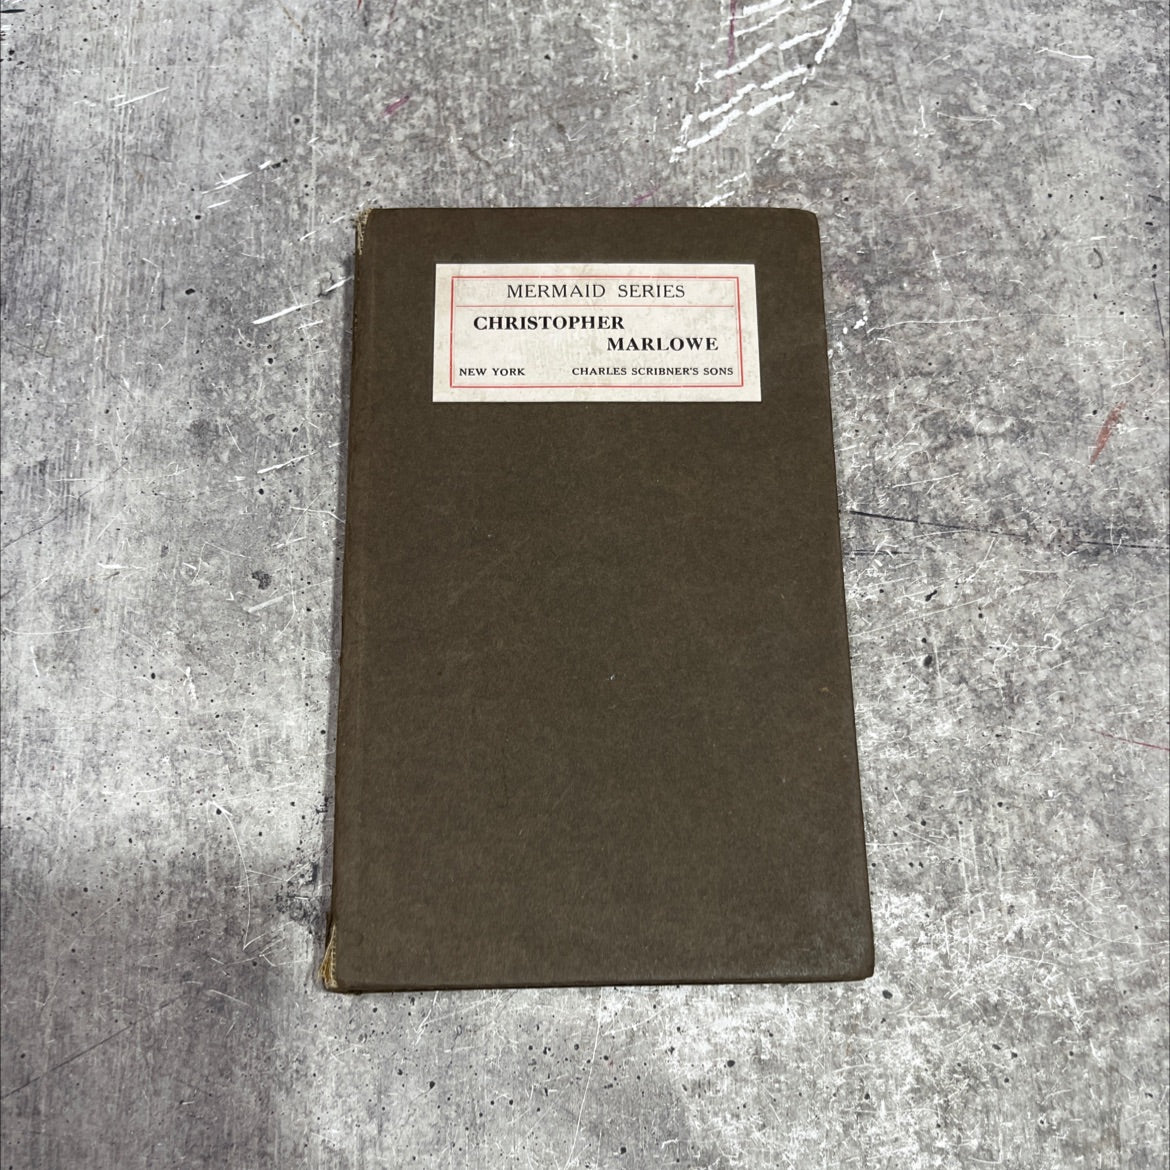 MERMAID SERIES
CHRISTOPHER
MARLOWE
NEW YORK CHARLES SCRIBNER'S SONS